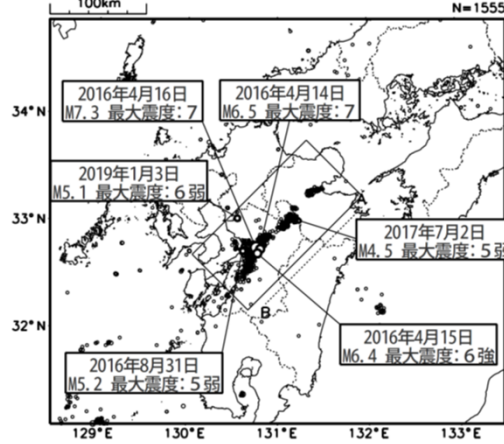 100km
N=1555
2016年4月16日
M7.3 最大震度：7
2016年4月14日
M6.5 最大震度：7
34°N
2019年1月3日
M5.1 最大震度：6弱
A
33°N
2017年7月2日
M4.5 最大震度：5弱
B
32°N
2016年4月15日
M6.4 最大震度：6強
2016年8月31日
M5.2 最大震度：5弱
129°E
130°E
131°E
132°E
133°E